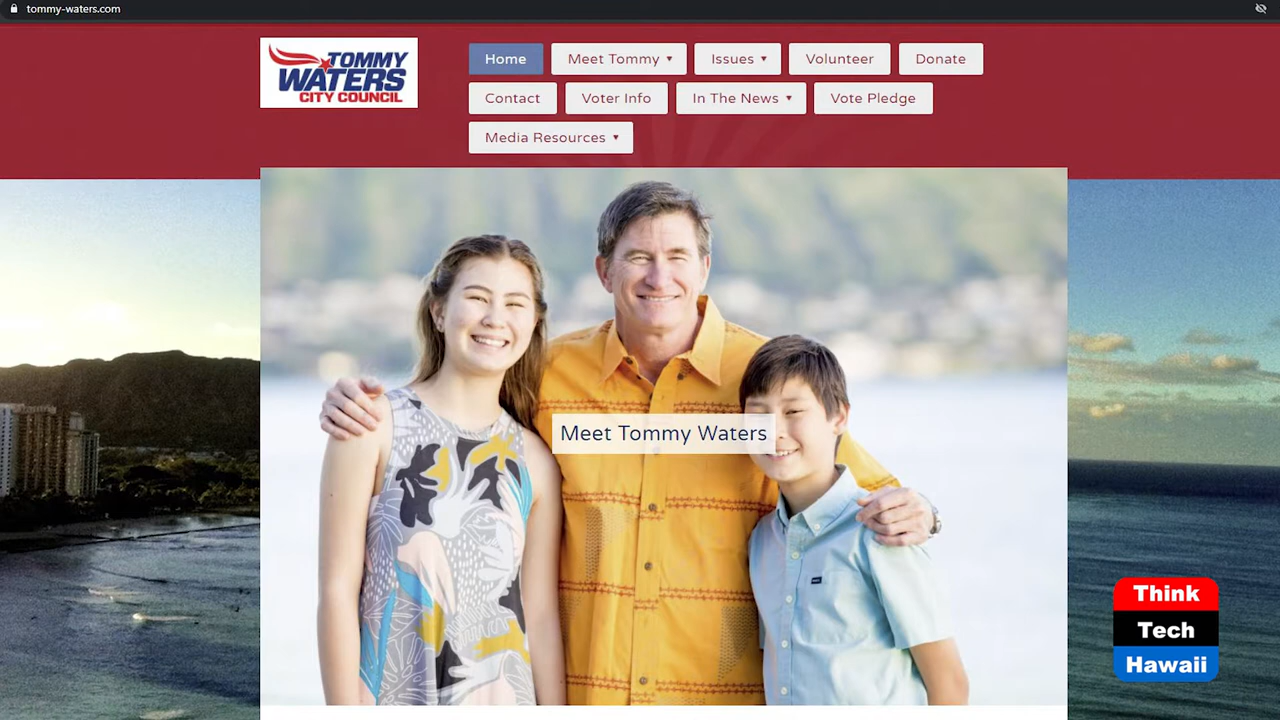 tommy-waters.com
TOMMY
WATERS
CITY COUNCIL
Home
Meet Tommy
Issues
Volunteer
Donate
Contact
Voter Info
In The News
Vote Pledge
Media Resources
Meet Tommy Waters
Think
Tech
Hawaii